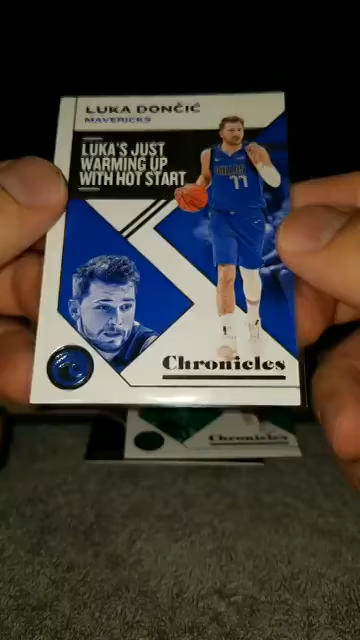 LUKA DONČIĆ
MAVERICKS
LUKA'S JUST
WARMING UP
WITH HOT START
DALLAS
77
Chronicles
Chronicles